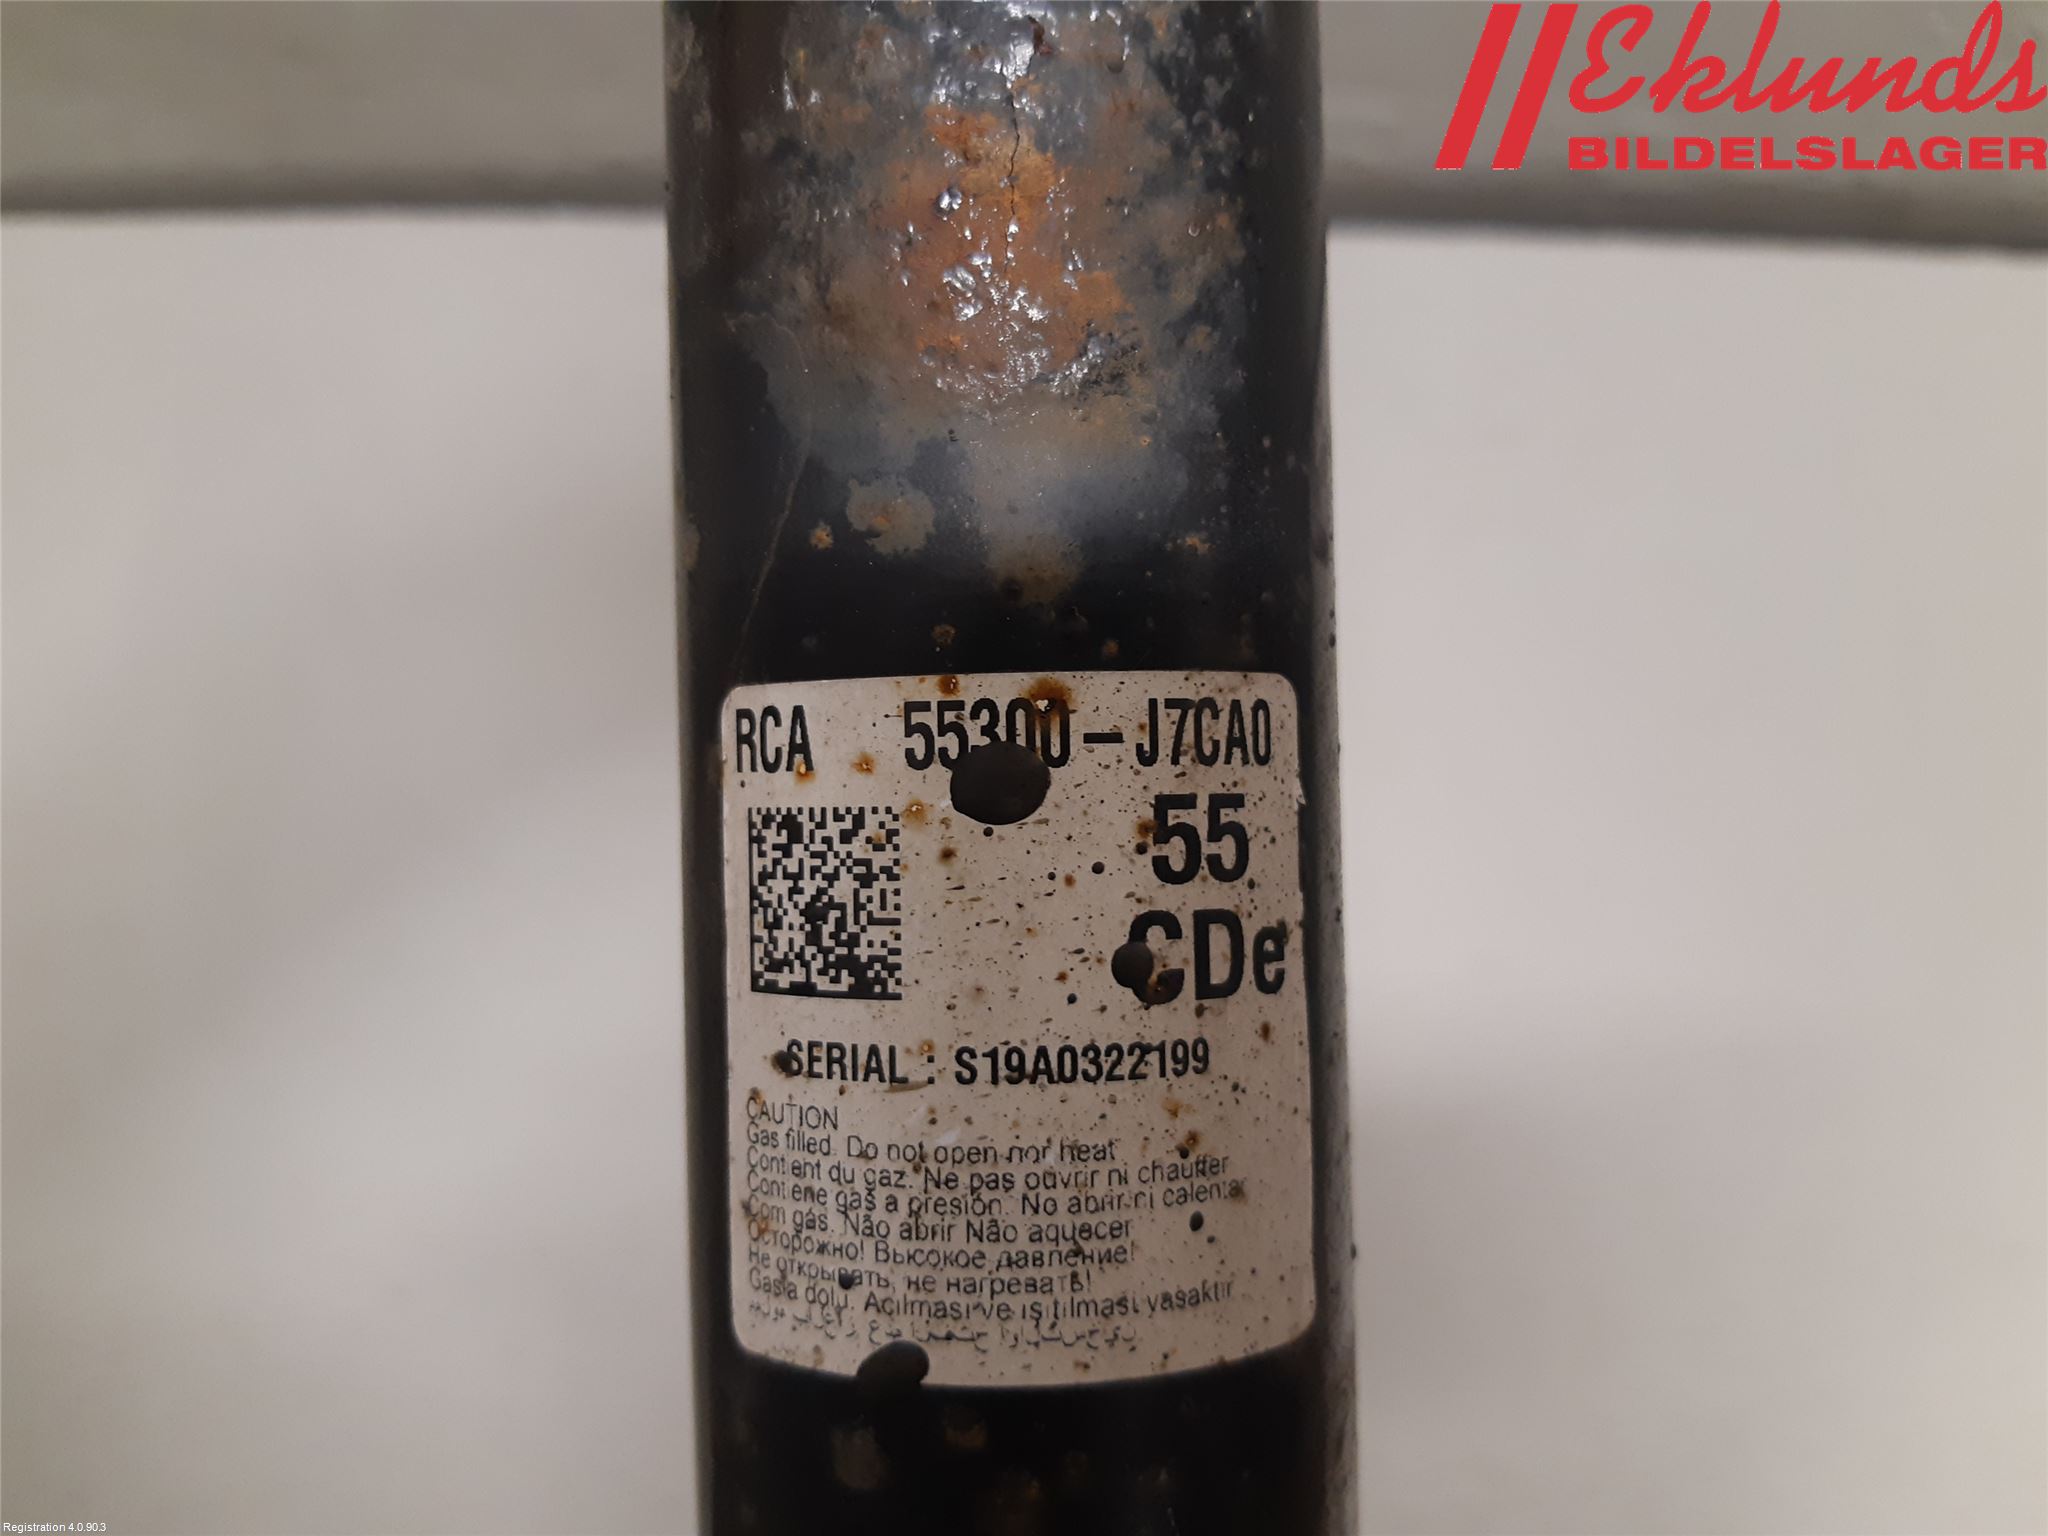 Eklunds
BILDELSLAGER
RCA 55300-J7CA0
55
CDe
SERIAL : S19A0322199
CAUTION
Gas filled. Do not open nor heat
Contient du gaz. Ne pas ouvrir ni chauffer
Contiene gas a presión. No abrir ni calentar
Com gás. Não abrir Não aquecer
Осторожно! Высокое давление!
Не открывать, не нагревать!
Gasla dolu. Açılması ve ısıtılması yasaktır
Registration 4.0.90.3